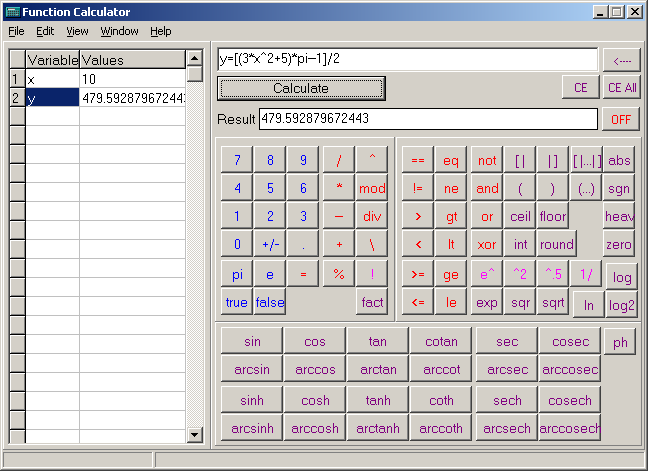 Function Calculator
File Edit View Window Help
Variable Values
1 x 10
2 y 479.592879672443
y=[(3*x^2+5)*pi–1]/2
<----
Calculate
CE
CE All
Result 479.592879672443
OFF
7 8 9 / ^
4 5 6 * mod
1 2 3 – div
0 +/- . + \
pi e = % !
true false fact
== eq not [| |] [|...|] abs
!= ne and ( ) (...) sgn
> gt or ceil floor heav
< lt xor int round zero
>= ge e^ ^2 ^.5 1/ log
<= le exp sqr sqrt ln log2
sin cos tan cotan sec cosec ph
arcsin arccos arctan arccot arcsec arccosec
sinh cosh tanh coth sech cosech
arcsinh arccosh arctanh arccoth arcsech arccosech